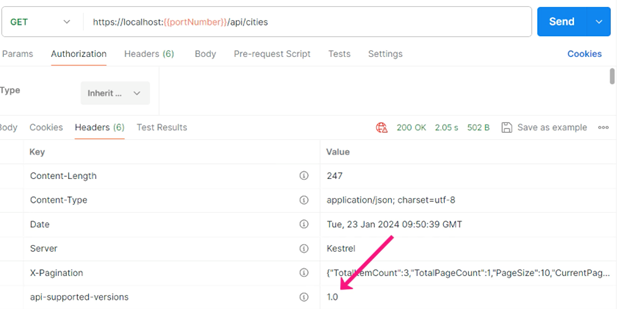 GET https://localhost:{{portNumber}}/api/cities Send
Params Authorization Headers (6) Body Pre-request Script Tests Settings Cookies
Type Inherit ...
Body Cookies Headers (6) Test Results 200 OK 2.05 s 502 B Save as example
Key Value
Content-Length 247
Content-Type application/json; charset=utf-8
Date Tue, 23 Jan 2024 09:50:39 GMT
Server Kestrel
X-Pagination {"TotalItemCount":3,"TotalPageCount":1,"PageSize":10,"CurrentPag...
api-supported-versions 1.0